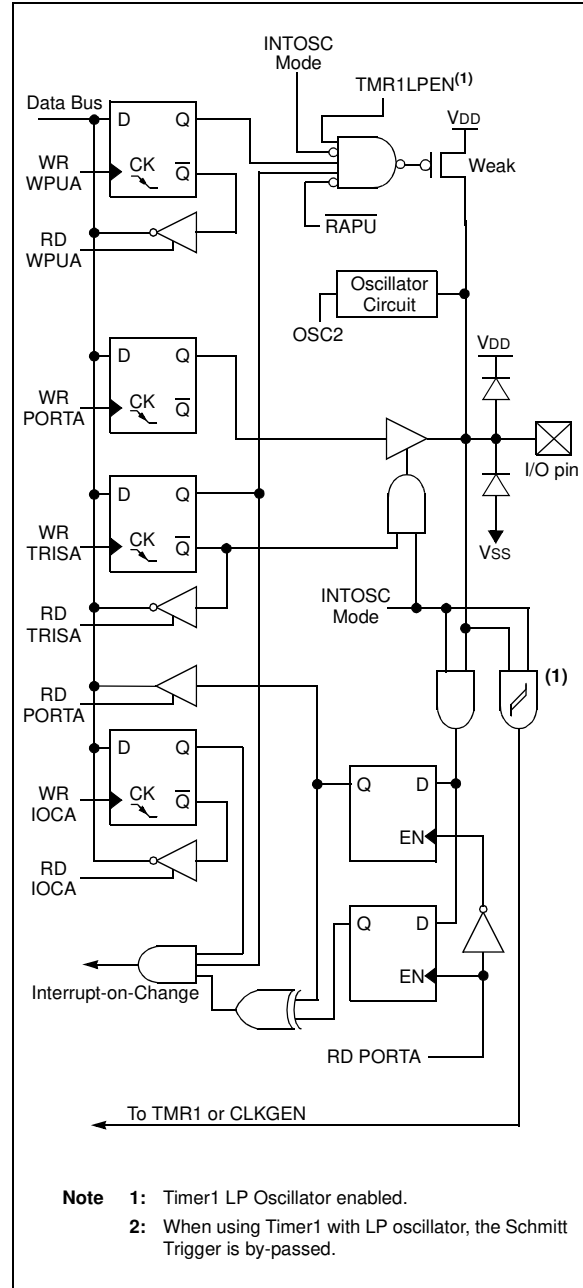 INTOSC
Mode
TMR1LPEN(1)
Data Bus
VDD
D Q
WR
WPUA
CK Q
Weak
RAPU
RD
WPUA
Oscillator
Circuit
OSC2
VDD
D Q
WR
PORTA
CK Q
I/O pin
D Q
WR
TRISA
CK Q
VSS
INTOSC
Mode
RD
TRISA
(1)
RD
PORTA
D Q
Q D
WR
IOCA
CK Q
EN
RD
IOCA
Q D
Interrupt-on-Change
EN
RD PORTA
To TMR1 or CLKGEN
Note 1: Timer1 LP Oscillator enabled.
2: When using Timer1 with LP oscillator, the Schmitt
Trigger is by-passed.